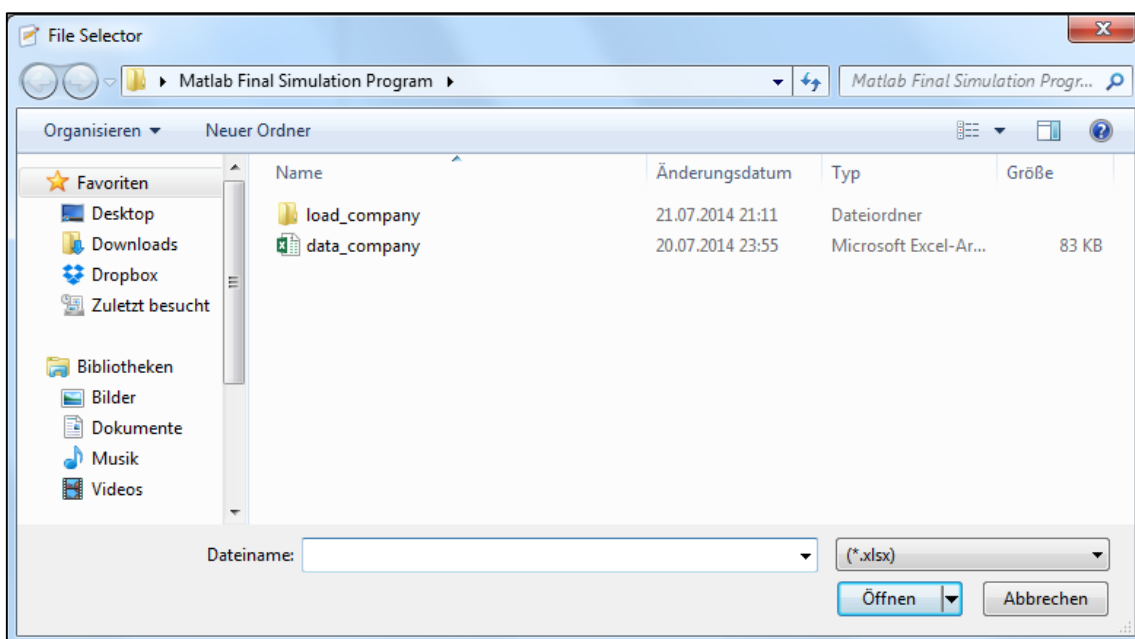 File Selector
Matlab Final Simulation Program
Matlab Final Simulation Progr...
Organisieren Neuer Ordner
Name Änderungsdatum Typ Größe
Favoriten
Desktop
Downloads
Dropbox
Zuletzt besucht
Bibliotheken
Bilder
Dokumente
Musik
Videos
load_company 21.07.2014 21:11 Dateiordner
data_company 20.07.2014 23:55 Microsoft Excel-Ar... 83 KB
Dateiname: (*.xlsx)
Öffnen Abbrechen